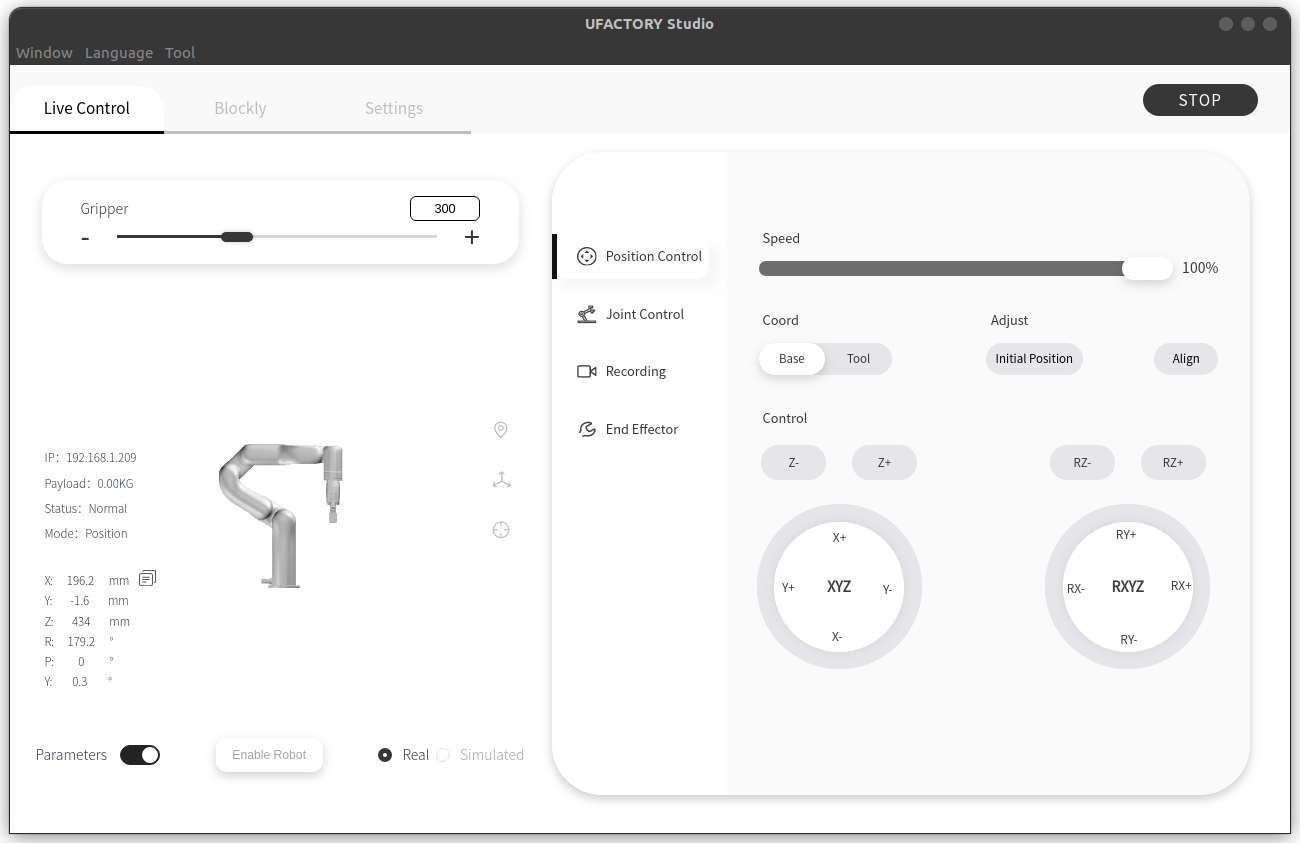 UFACTORY Studio
Window Language Tool
Live Control Blockly Settings STOP
Gripper 300
- +
Speed
100%
Position Control
Joint Control
Recording
End Effector
Coord Adjust
Base Tool Initial Position Align
Control
Z- Z+ RZ- RZ+
X+
Y+ XYZ Y-
X-
RY+
RX- RXYZ RX+
RY-
IP: 192.168.1.209
Payload: 0.00KG
Status: Normal
Mode: Position
X: 196.2 mm
Y: -1.6 mm
Z: 434 mm
R: 179.2 °
P: 0 °
Y: 0.3 °
Parameters Enable Robot Real Simulated